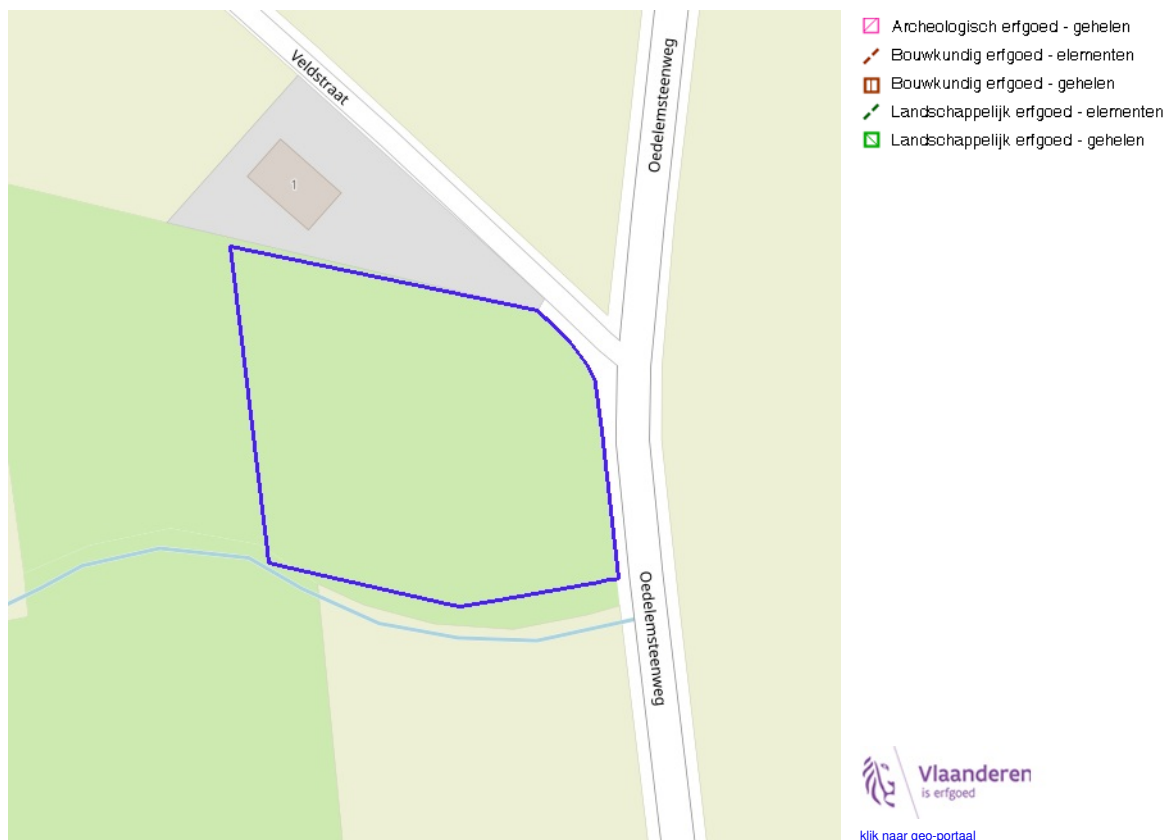 Veldstraat
Oedelemsteenweg
1
Oedelemsteenweg
Archeologisch erfgoed - gehelen
Bouwkundig erfgoed - elementen
Bouwkundig erfgoed - gehelen
Landschappelijk erfgoed - elementen
Landschappelijk erfgoed - gehelen
Vlaanderen
is erfgoed
klik naar geo-portaal